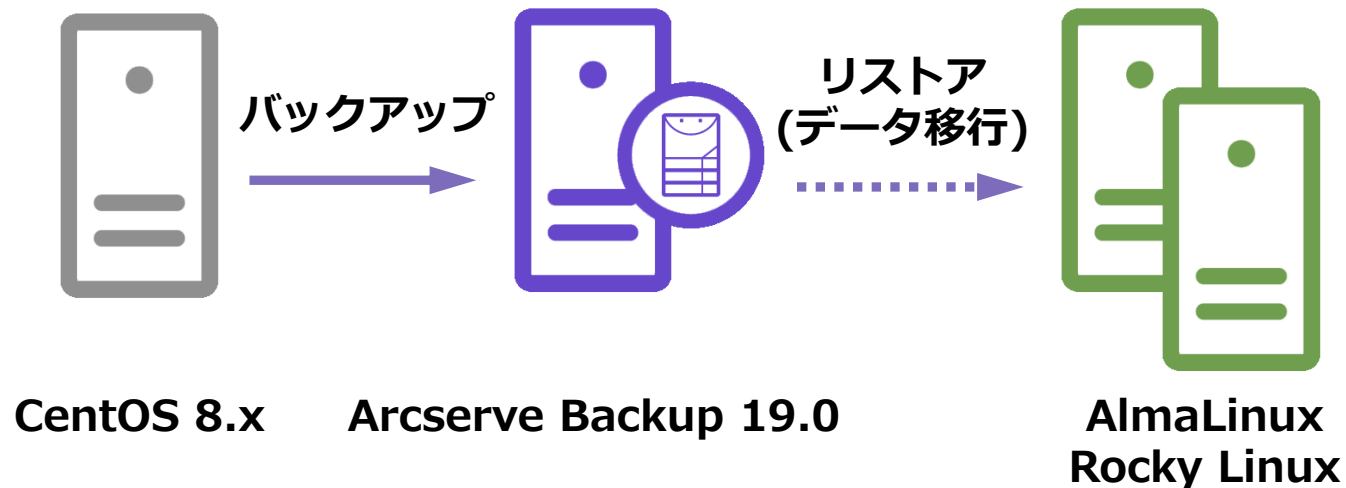 バックアップ
リストア
(データ移行)
CentOS 8.x
Arcserve Backup 19.0
AlmaLinux
Rocky Linux